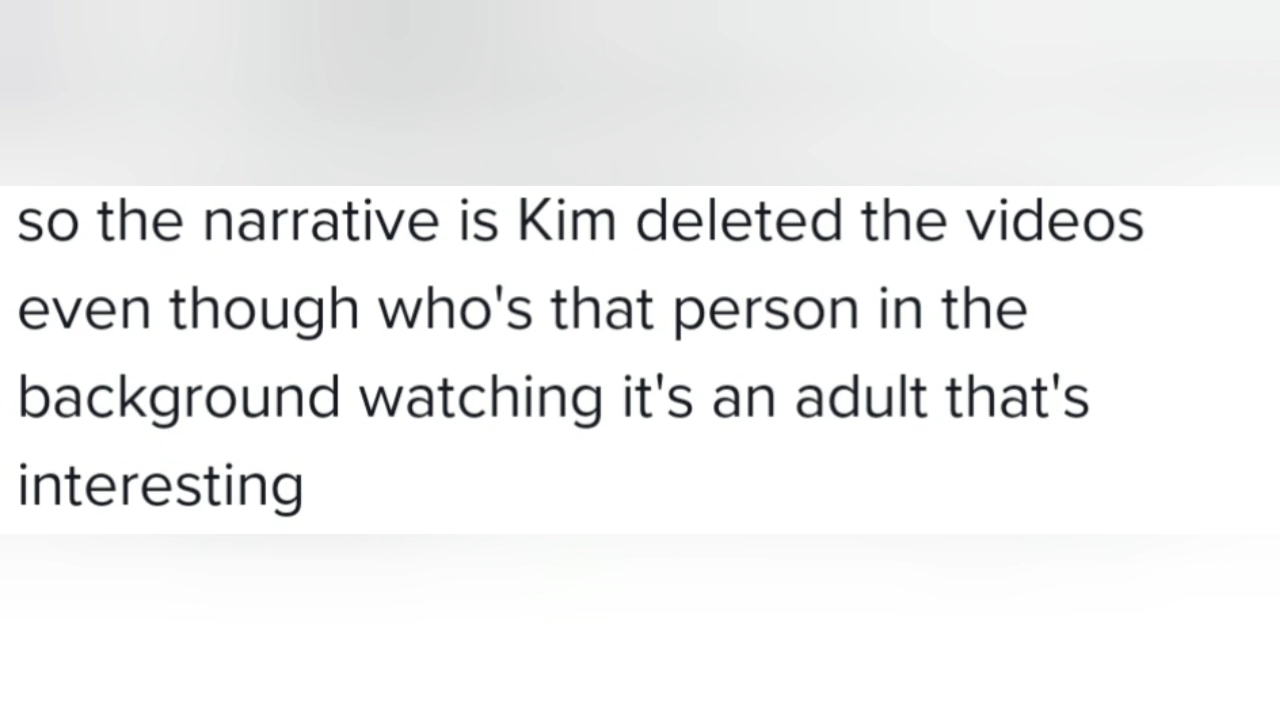 so the narrative is Kim deleted the videos
even though who's that person in the
background watching it's an adult that's
interesting